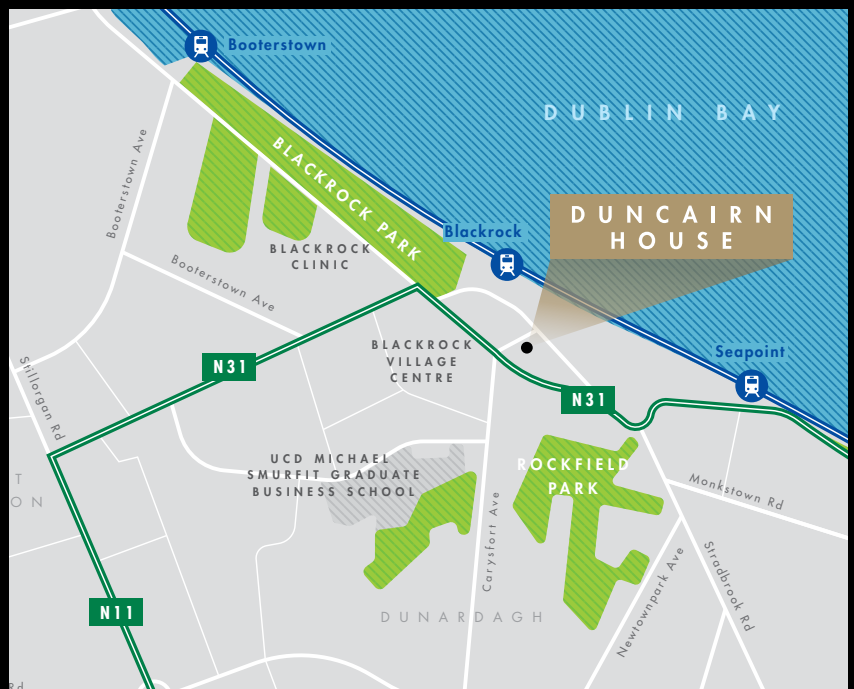 Booterstown
DUBLIN BAY
BLACKROCK PARK
Booterstown Ave
DUNCAIRN
HOUSE
Blackrock
BLACKROCK
CLINIC
Booterstown Ave
BLACKROCK
VILLAGE
CENTRE
Seapoint
N31
N31
Stillorgan Rd
UCD MICHAEL
SMURFIT GRADUATE
BUSINESS SCHOOL
ROCKFIELD
PARK
T
ON
Monkstown Rd
Carysfort Ave
Stradbrook Rd
Newtownpark Ave
N11
DUNARDAGH
Rd